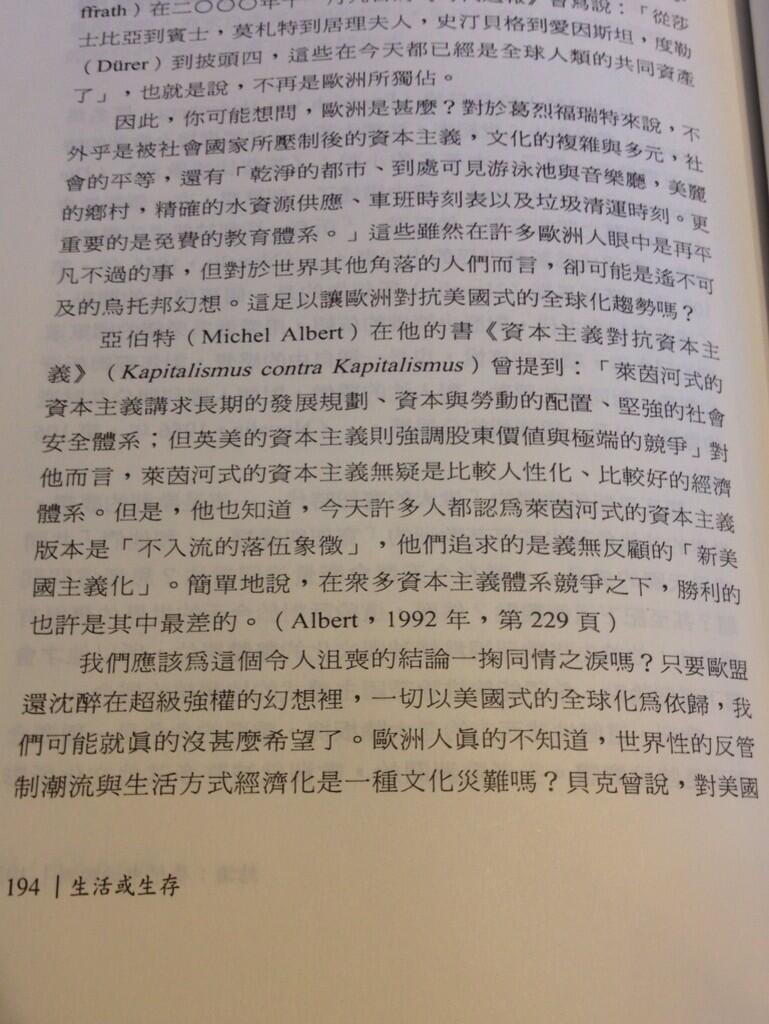 ffrath）在二〇〇〇年
曾寫說：「從莎
士比亞到賓士，莫札特到居理夫人，史汀貝格到愛因斯坦，度勒
（Dürer）到披頭四，這些在今天都已經是全球人類的共同資產
了」，也就是說，不再是歐洲所獨佔。
因此，你可能想問，歐洲是甚麼？對於葛烈福瑞特來說，不
外乎是被社會國家所壓制後的資本主義，文化的複雜與多元，社
會的平等，還有「乾淨的都市、到處可見游泳池與音樂廳，美麗
的鄉村，精確的水資源供應、車班時刻表以及垃圾清運時刻。更
重要的是免費的教育體系。」這些雖然在許多歐洲人眼中是再平
凡不過的事，但對於世界其他角落的人們而言，卻可能是遙不可
及的烏托邦幻想。這足以讓歐洲對抗美國式的全球化趨勢嗎？
亞伯特（Michel Albert）在他的書《資本主義對抗資本主
義》（Kapitalismus contra Kapitalismus）曾提到：「萊茵河式的
資本主義講求長期的發展規劃、資本與勞動的配置、堅強的社會
安全體系；但英美的資本主義則強調股東價值與極端的競爭」對
他而言，萊茵河式的資本主義無疑是比較人性化、比較好的經濟
體系。但是，他也知道，今天許多人都認爲萊茵河式的資本主義
版本是「不入流的落伍象徵」，他們追求的是義無反顧的「新美
國主義化」。簡單地說，在衆多資本主義體系競爭之下，勝利的
也許是其中最差的。（Albert，1992 年，第 229 頁）
我們應該爲這個令人沮喪的結論一掬同情之淚嗎？只要歐盟
還沈醉在超級強權的幻想裡，一切以美國式的全球化爲依歸，我
們可能就眞的沒甚麼希望了。歐洲人眞的不知道，世界性的反管
制潮流與生活方式經濟化是一種文化災難嗎？貝克曾說，對美國
194 | 生活或生存